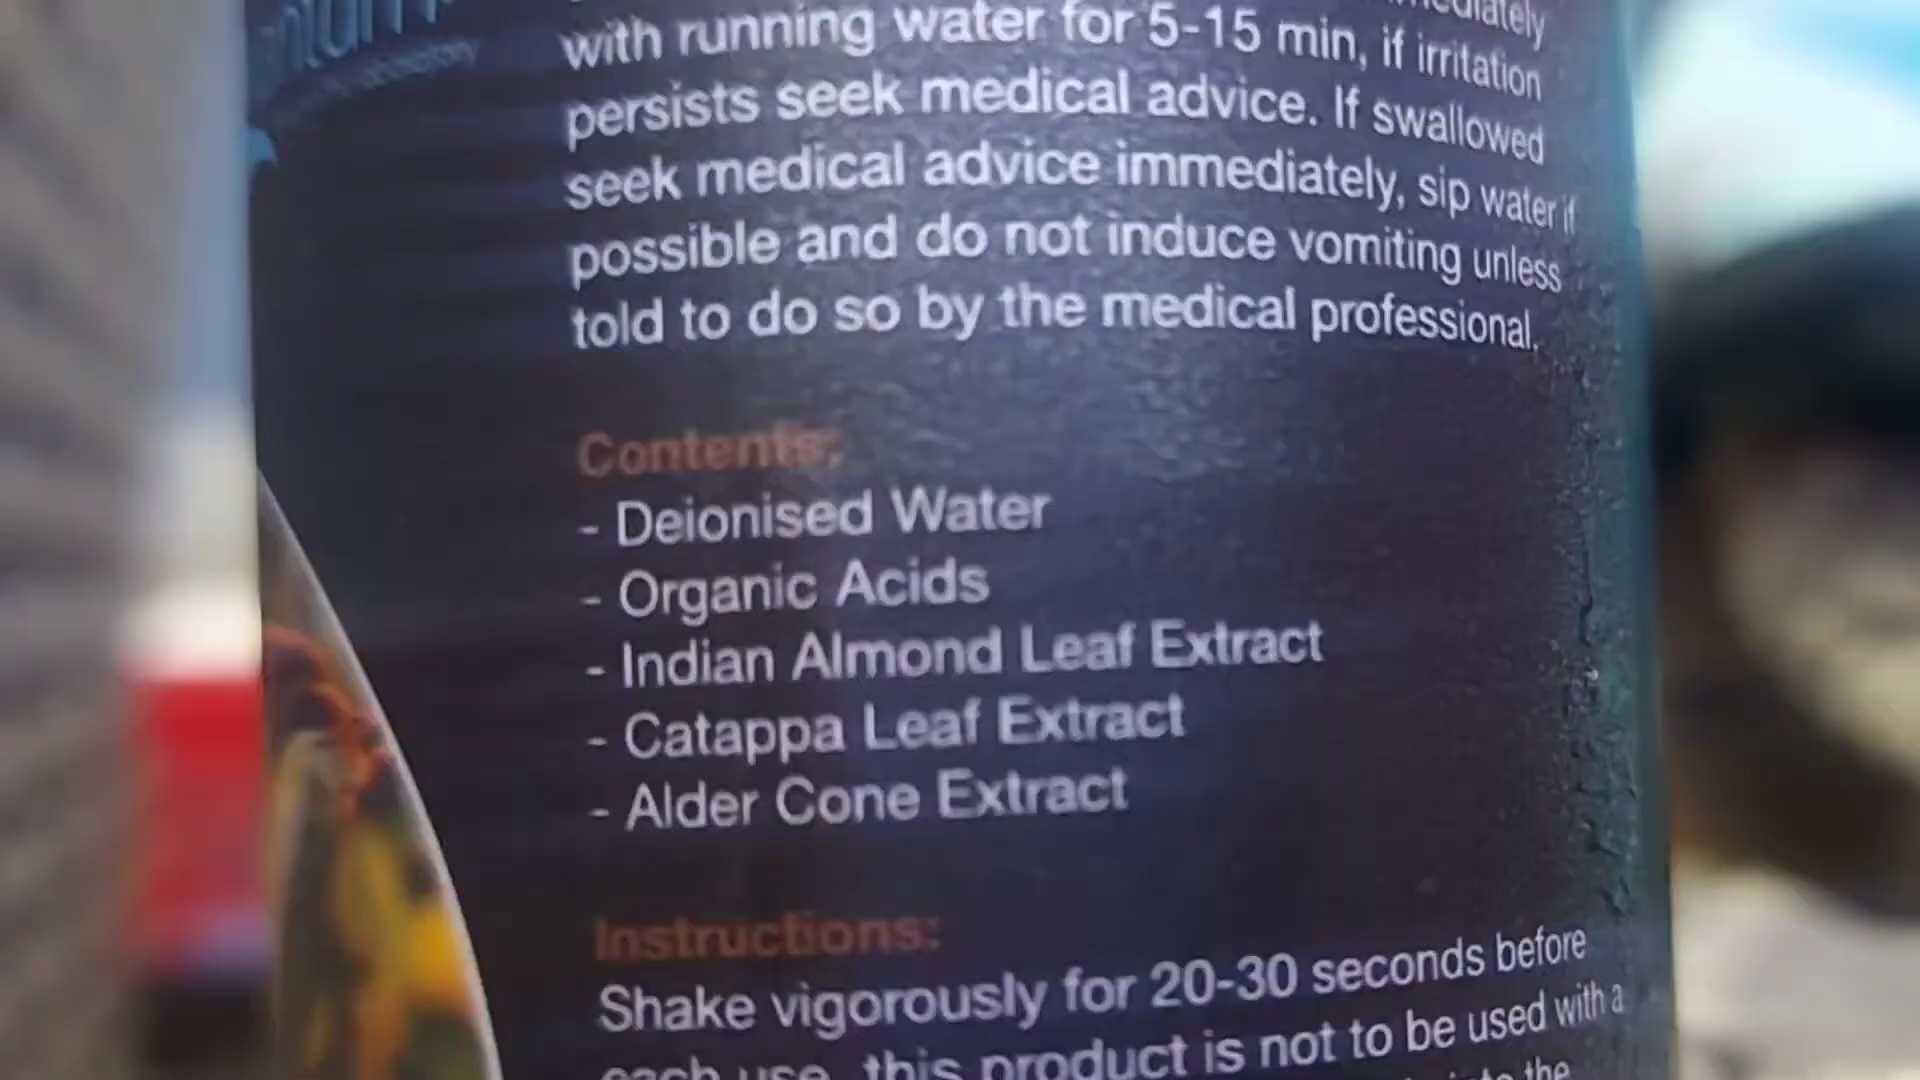 with running water for 5-15 min, if irritation
persists seek medical advice. If swallowed
seek medical advice immediately, sip water if
possible and do not induce vomiting unless
told to do so by the medical professional.
Contents:
- Deionised Water
- Organic Acids
- Indian Almond Leaf Extract
- Catappa Leaf Extract
- Alder Cone Extract
Instructions:
Shake vigorously for 20-30 seconds before
each use, this product is not to be used with a
the